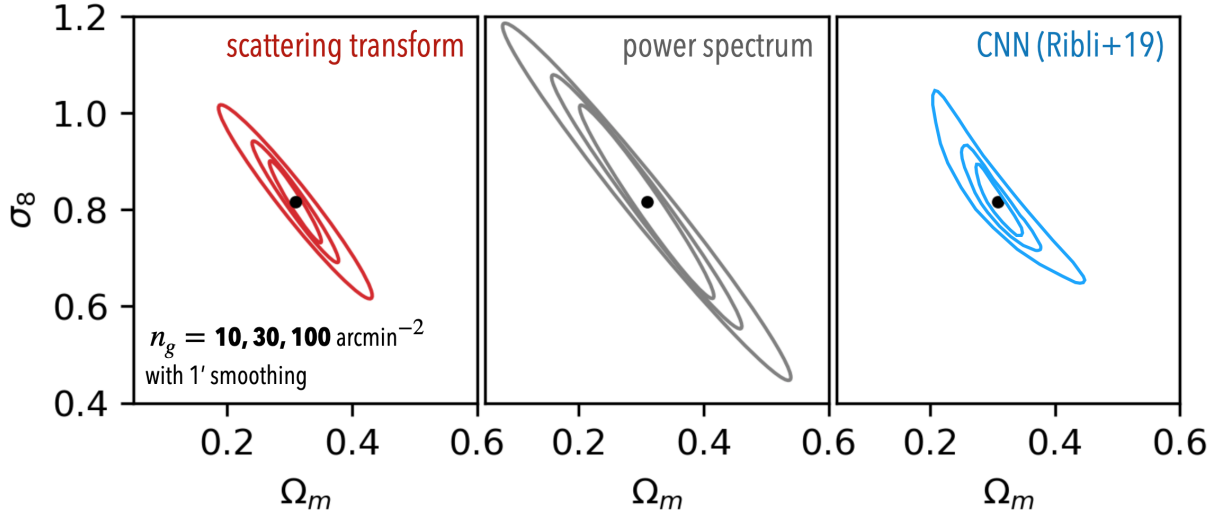 scattering transform
power spectrum
CNN (Ribli+19)
σ₈
1.2
1.0
0.8
0.6
0.4
n_g = 10, 30, 100 arcmin⁻²
with 1′ smoothing
0.2 0.4 0.6
0.2 0.4 0.6
0.2 0.4 0.6
Ωₘ
Ωₘ
Ωₘ